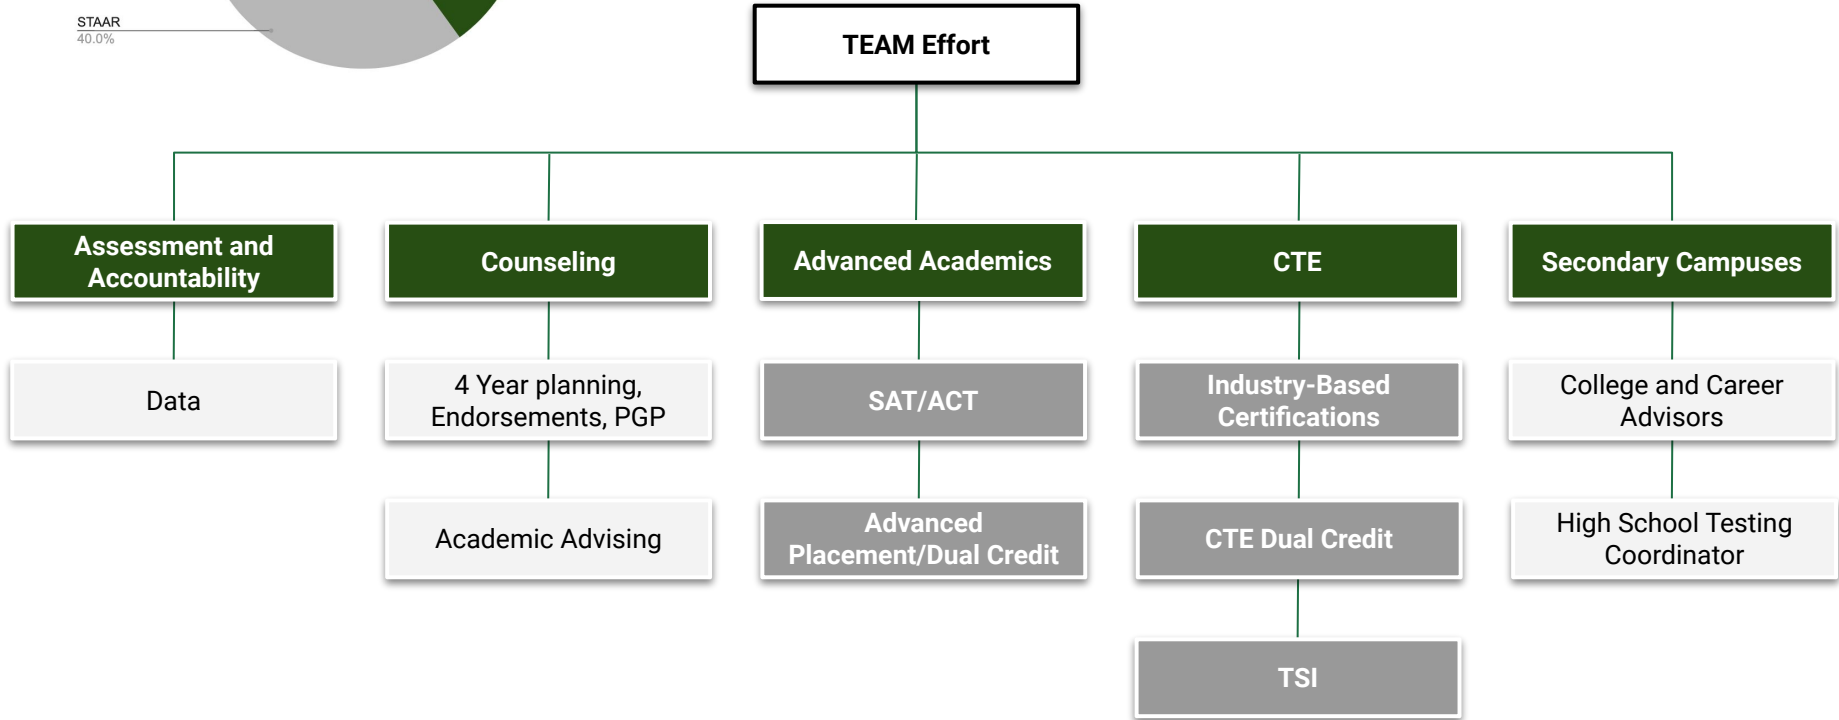 STAAR
40.0%
TEAM Effort
Assessment and
Accountability
Counseling
Advanced Academics
CTE
Secondary Campuses
Data
4 Year planning,
Endorsements, PGP
SAT/ACT
Industry-Based
Certifications
College and Career
Advisors
Academic Advising
Advanced
Placement/Dual Credit
CTE Dual Credit
High School Testing
Coordinator
TSI